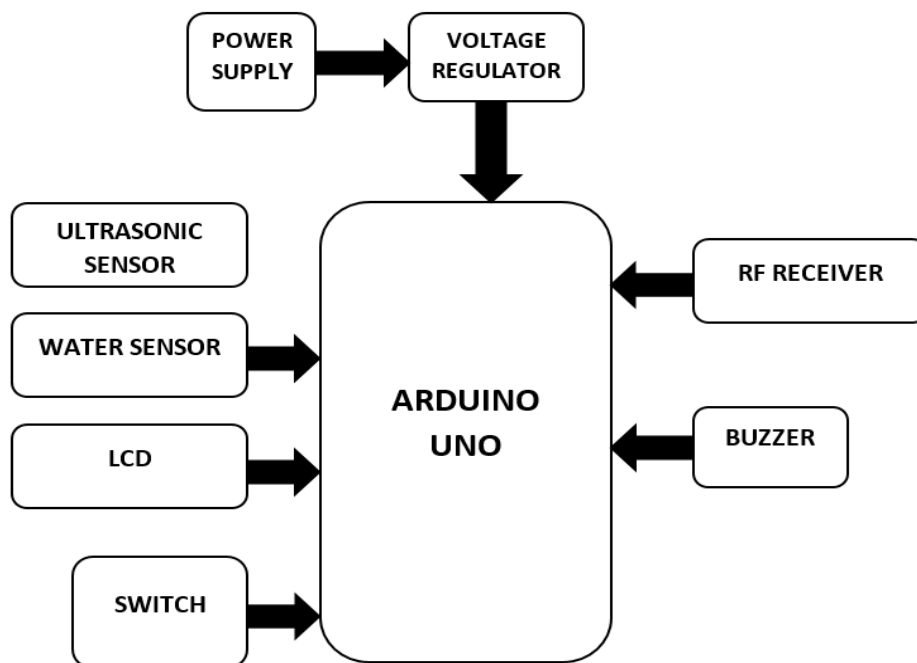 POWER
SUPPLY
VOLTAGE
REGULATOR
ULTRASONIC
SENSOR
WATER SENSOR
LCD
SWITCH
ARDUINO
UNO
RF RECEIVER
BUZZER